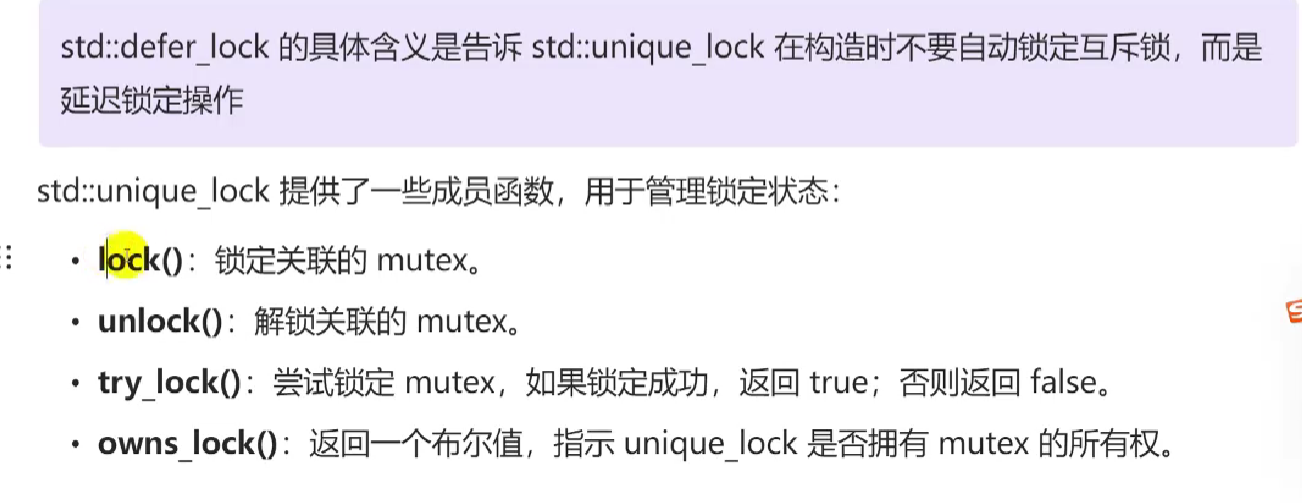 std::defer_lock 的具体含义是告诉 std::unique_lock 在构造时不要自动锁定互斥锁，而是
延迟锁定操作
std::unique_lock 提供了一些成员函数，用于管理锁定状态：
• lock()：锁定关联的 mutex。
• unlock()：解锁关联的 mutex。
• try_lock()：尝试锁定 mutex，如果锁定成功，返回 true；否则返回 false。
• owns_lock()：返回一个布尔值，指示 unique_lock 是否拥有 mutex 的所有权。